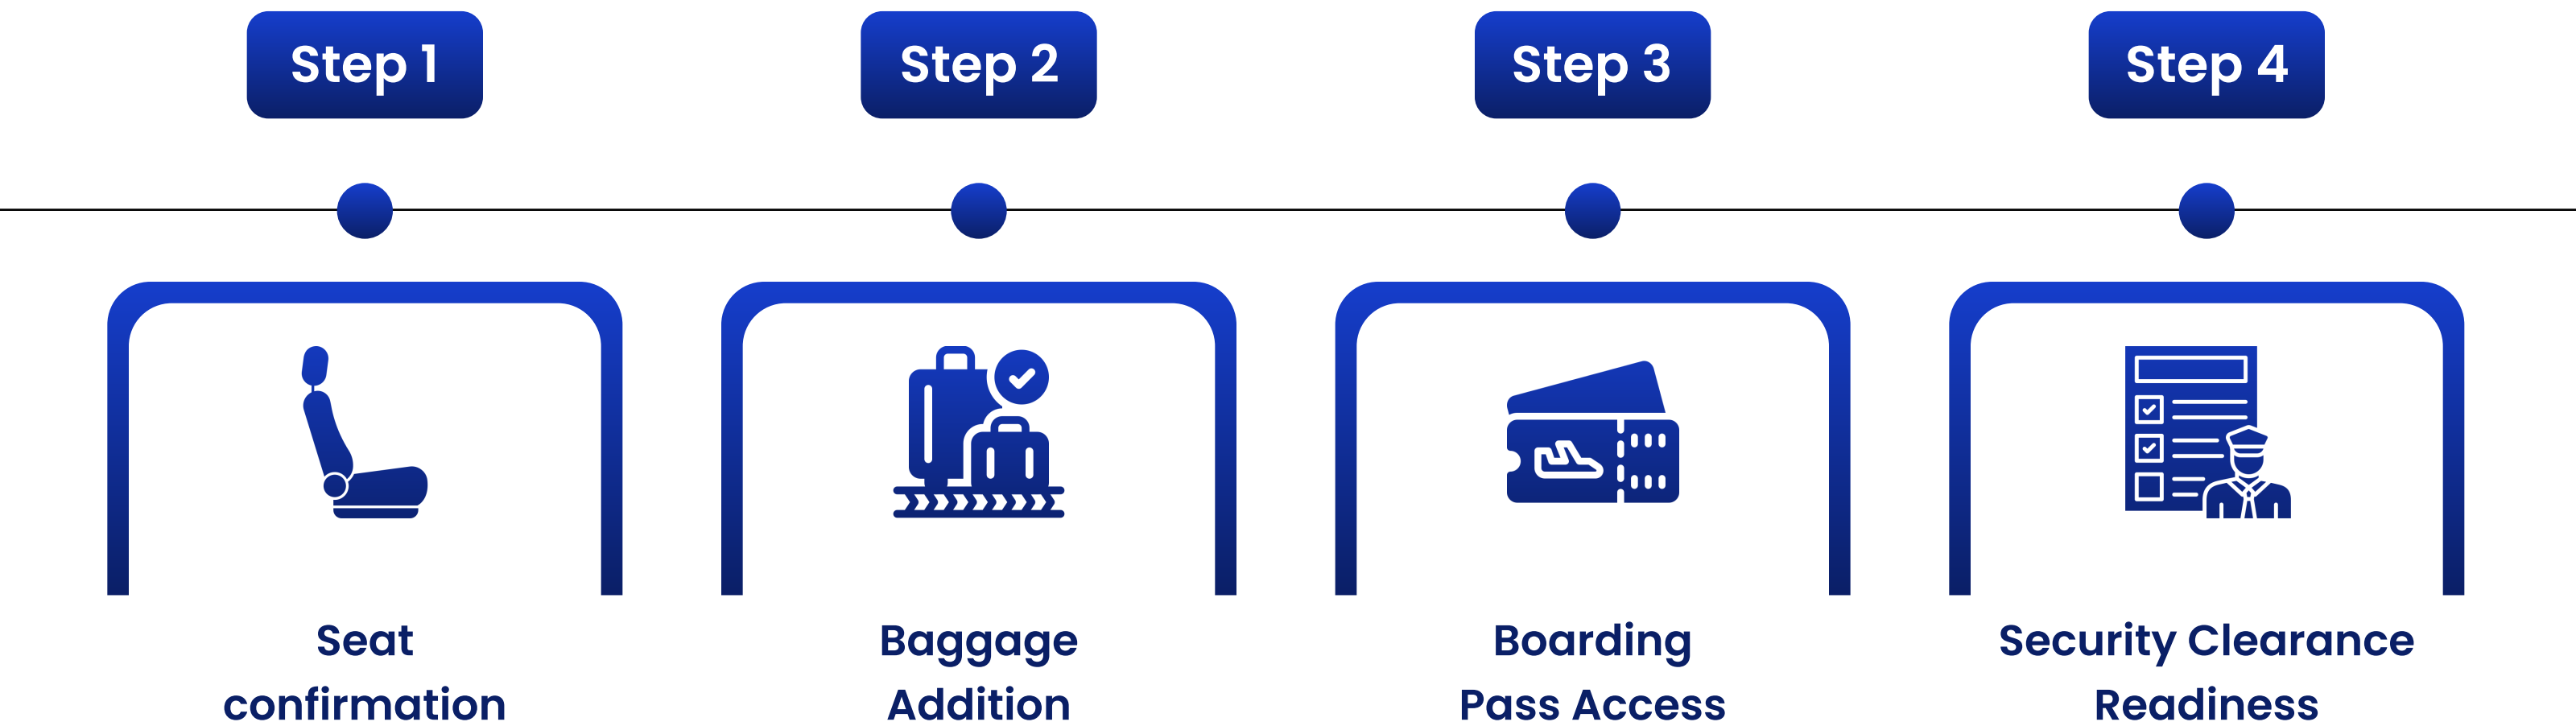 Step 1
Step 2
Step 3
Step 4
Seat
confirmation
Baggage
Addition
Boarding
Pass Access
Security Clearance
Readiness